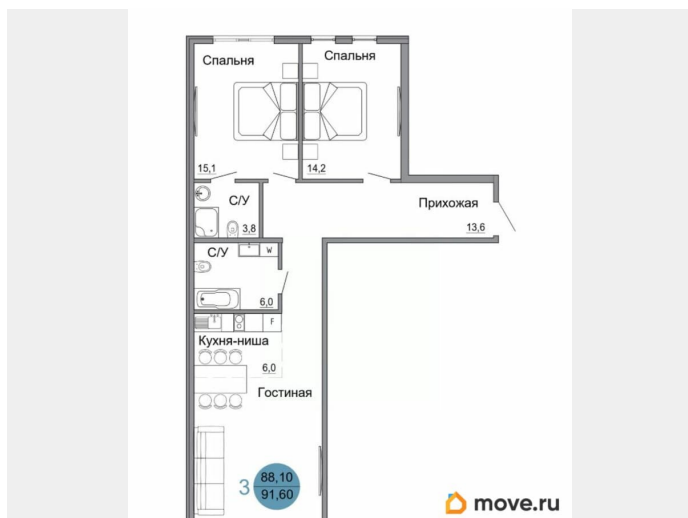 Спальня
Спальня
15,1
14,2
С/У
3,8
Прихожая
13,6
С/У
W
6,0
F
Кухня-ниша
6,0
Гостиная
3
88,10
91,60
move.ru